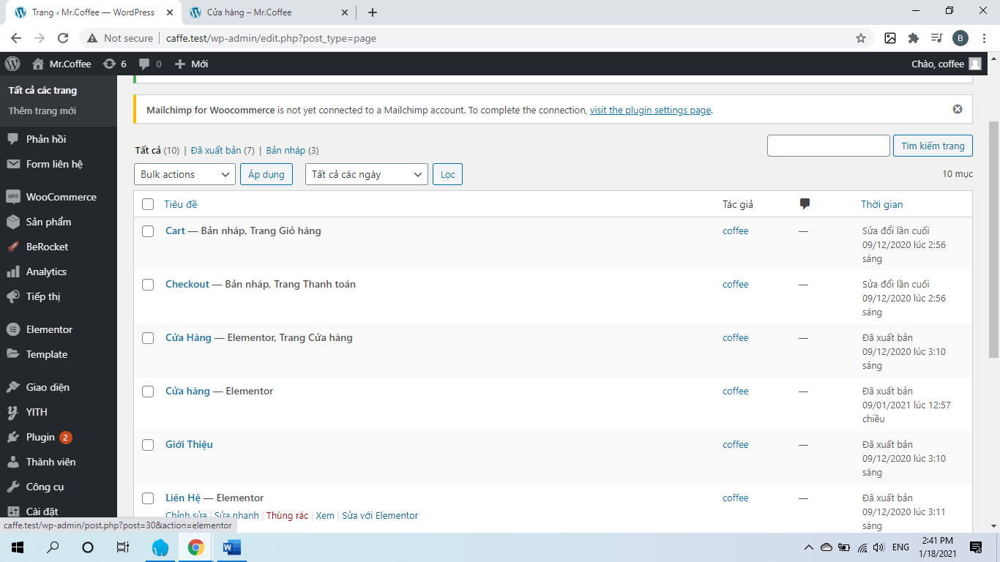 Trang ‹ Mr.Coffee — WordPress
Cửa hàng – Mr.Coffee
Not secure caffe.test/wp-admin/edit.php?post_type=page
B
Mr.Coffee 6 0 Mới
Chào, coffee
Tất cả các trang
Thêm trang mới
Phản hồi
Form liên hệ
WooCommerce
Sản phẩm
BeRocket
Analytics
Tiếp thị
Elementor
Template
Giao diện
YITH
Plugin 2
Thành viên
Công cụ
Cài đặt
Mailchimp for Woocommerce is not yet connected to a Mailchimp account. To complete the connection, visit the plugin settings page.
Tất cả (10) | Đã xuất bản (7) | Bản nháp (3)
Tìm kiếm trang
Bulk actions Áp dụng Tất cả các ngày Lọc
10 mục
Tiêu đề Tác giả Thời gian
Cart — Bản nháp, Trang Giỏ hàng coffee — Sửa đổi lần cuối
09/12/2020 lúc 2:56
sáng
Checkout — Bản nháp, Trang Thanh toán coffee — Sửa đổi lần cuối
09/12/2020 lúc 2:56
sáng
Cửa Hàng — Elementor, Trang Cửa hàng coffee — Đã xuất bản
09/12/2020 lúc 3:10
sáng
Cửa hàng — Elementor coffee — Đã xuất bản
09/01/2021 lúc 12:57
chiều
Giới Thiệu coffee — Đã xuất bản
09/12/2020 lúc 3:10
sáng
Liên Hệ — Elementor coffee — Đã xuất bản
Chỉnh sửa | Sửa nhanh | Thùng rác | Xem | Sửa với Elementor
09/12/2020 lúc 3:11
sáng
caffe.test/wp-admin/post.php?post=30&action=elementor
ENG
2:41 PM
1/18/2021